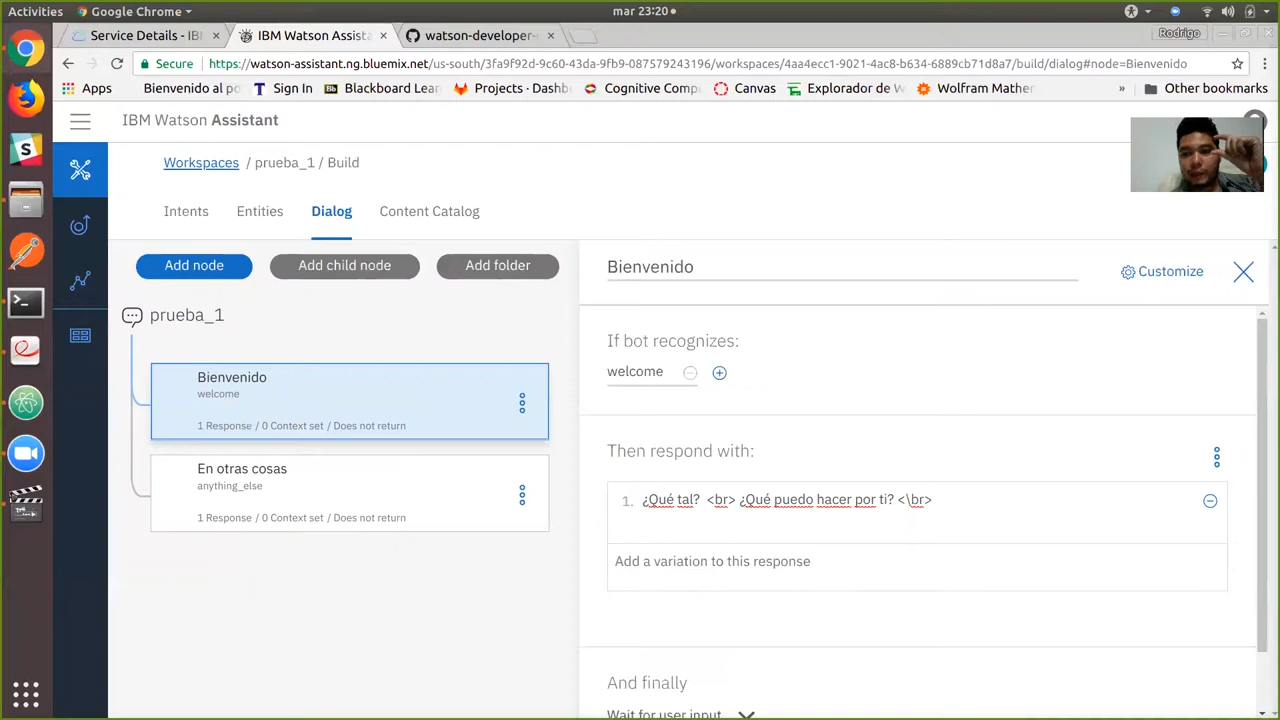 Activities
Google Chrome
mar 23:20
Service Details - IBM
IBM Watson Assist
watson-developer-
Rodrigo
Secure
https://watson-assistant.ng.bluemix.net/us-south/3fa9f92d-9c60-43da-9fb9-087579243196/workspaces/4aa4ecc1-9021-4ac8-b634-6889cb71d8a7/build/dialog#node=Bienvenido
Apps
Bienvenido al po
Sign In
Blackboard Lear
Projects · Dashb
Cognitive Comp
Canvas
Explorador de
Wolfram Mather
»
Other bookmarks
IBM Watson Assistant
Workspaces / prueba_1 / Build
Intents
Entities
Dialog
Content Catalog
Add node
Add child node
Add folder
prueba_1
Bienvenido
welcome
1 Response / 0 Context set / Does not return
En otras cosas
anything_else
1 Response / 0 Context set / Does not return
Bienvenido
Customize
If bot recognizes:
welcome
Then respond with:
1. ¿Qué tal? <br> ¿Qué puedo hacer por ti? <\br>
Add a variation to this response
And finally
Wait for user input